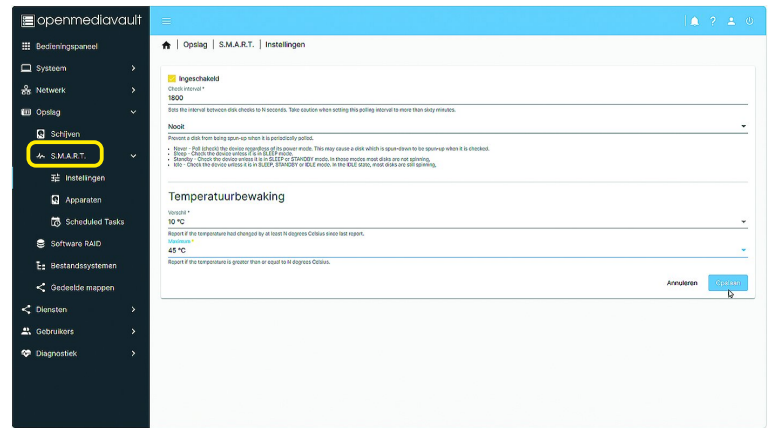 openmediavault
Bedieningspaneel
Systeem
Netwerk
Opslag
Schijven
S.M.A.R.T.
Instellingen
Apparaten
Scheduled Tasks
Software RAID
Bestandssystemen
Gedeelde mappen
Diensten
Gebruikers
Diagnostiek
Opslag | S.M.A.R.T. | Instellingen
Ingeschakeld
Check interval *
1800
Sets the interval between disk checks to N seconds. Take caution when setting this polling interval to more than sixty minutes.
Nooit
Prevent a disk from being spun-up when it is periodically polled.
• Never - Poll (check) the device regardless of its power mode. This may cause a disk which is spun-down to be spun-up when it is checked.
• Sleep - Check the device unless it is in SLEEP mode.
• Standby - Check the device unless it is in SLEEP or STANDBY mode. In these modes most disks are not spinning.
• Idle - Check the device unless it is in SLEEP, STANDBY or IDLE mode. In the IDLE state, most disks are still spinning.
Temperatuurbewaking
Verschil *
10 °C
Report if the temperature had changed by at least N degrees Celsius since last report.
Maximum *
45 °C
Report if the temperature is greater than or equal to N degrees Celsius.
Annuleren
Opslaan